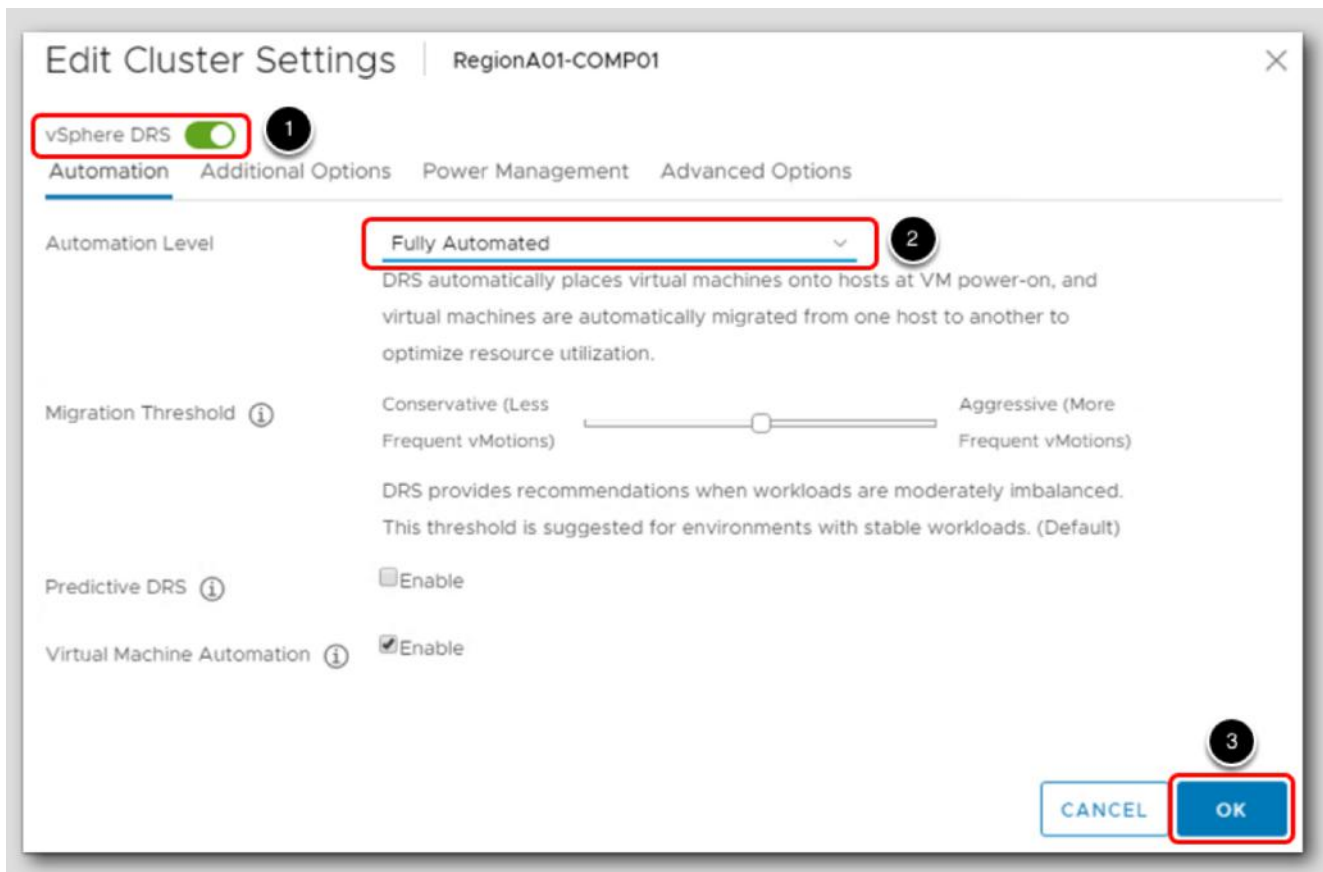 Edit Cluster Settings RegionA01-COMP01
vSphere DRS 1
Automation Additional Options Power Management Advanced Options
Automation Level Fully Automated 2
DRS automatically places virtual machines onto hosts at VM power-on, and
virtual machines are automatically migrated from one host to another to
optimize resource utilization.
Migration Threshold
Conservative (Less
Frequent vMotions)
Aggressive (More
Frequent vMotions)
DRS provides recommendations when workloads are moderately imbalanced.
This threshold is suggested for environments with stable workloads. (Default)
Predictive DRS Enable
Virtual Machine Automation Enable
3
CANCEL OK